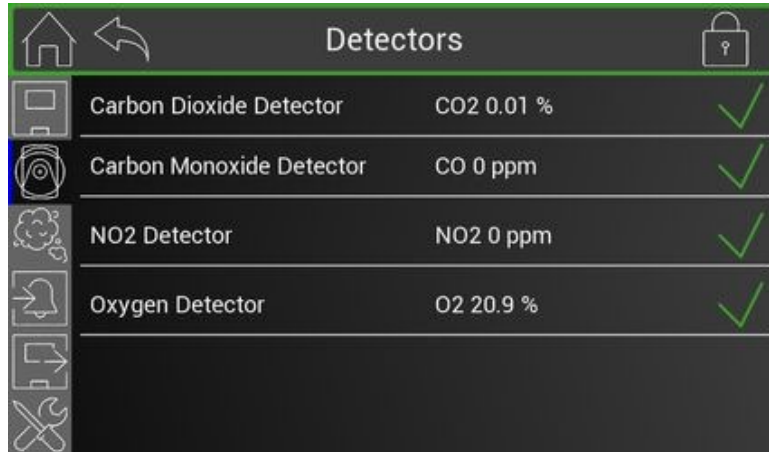 Detectors
Carbon Dioxide Detector CO2 0.01 %
Carbon Monoxide Detector CO 0 ppm
NO2 Detector NO2 0 ppm
Oxygen Detector O2 20.9 %